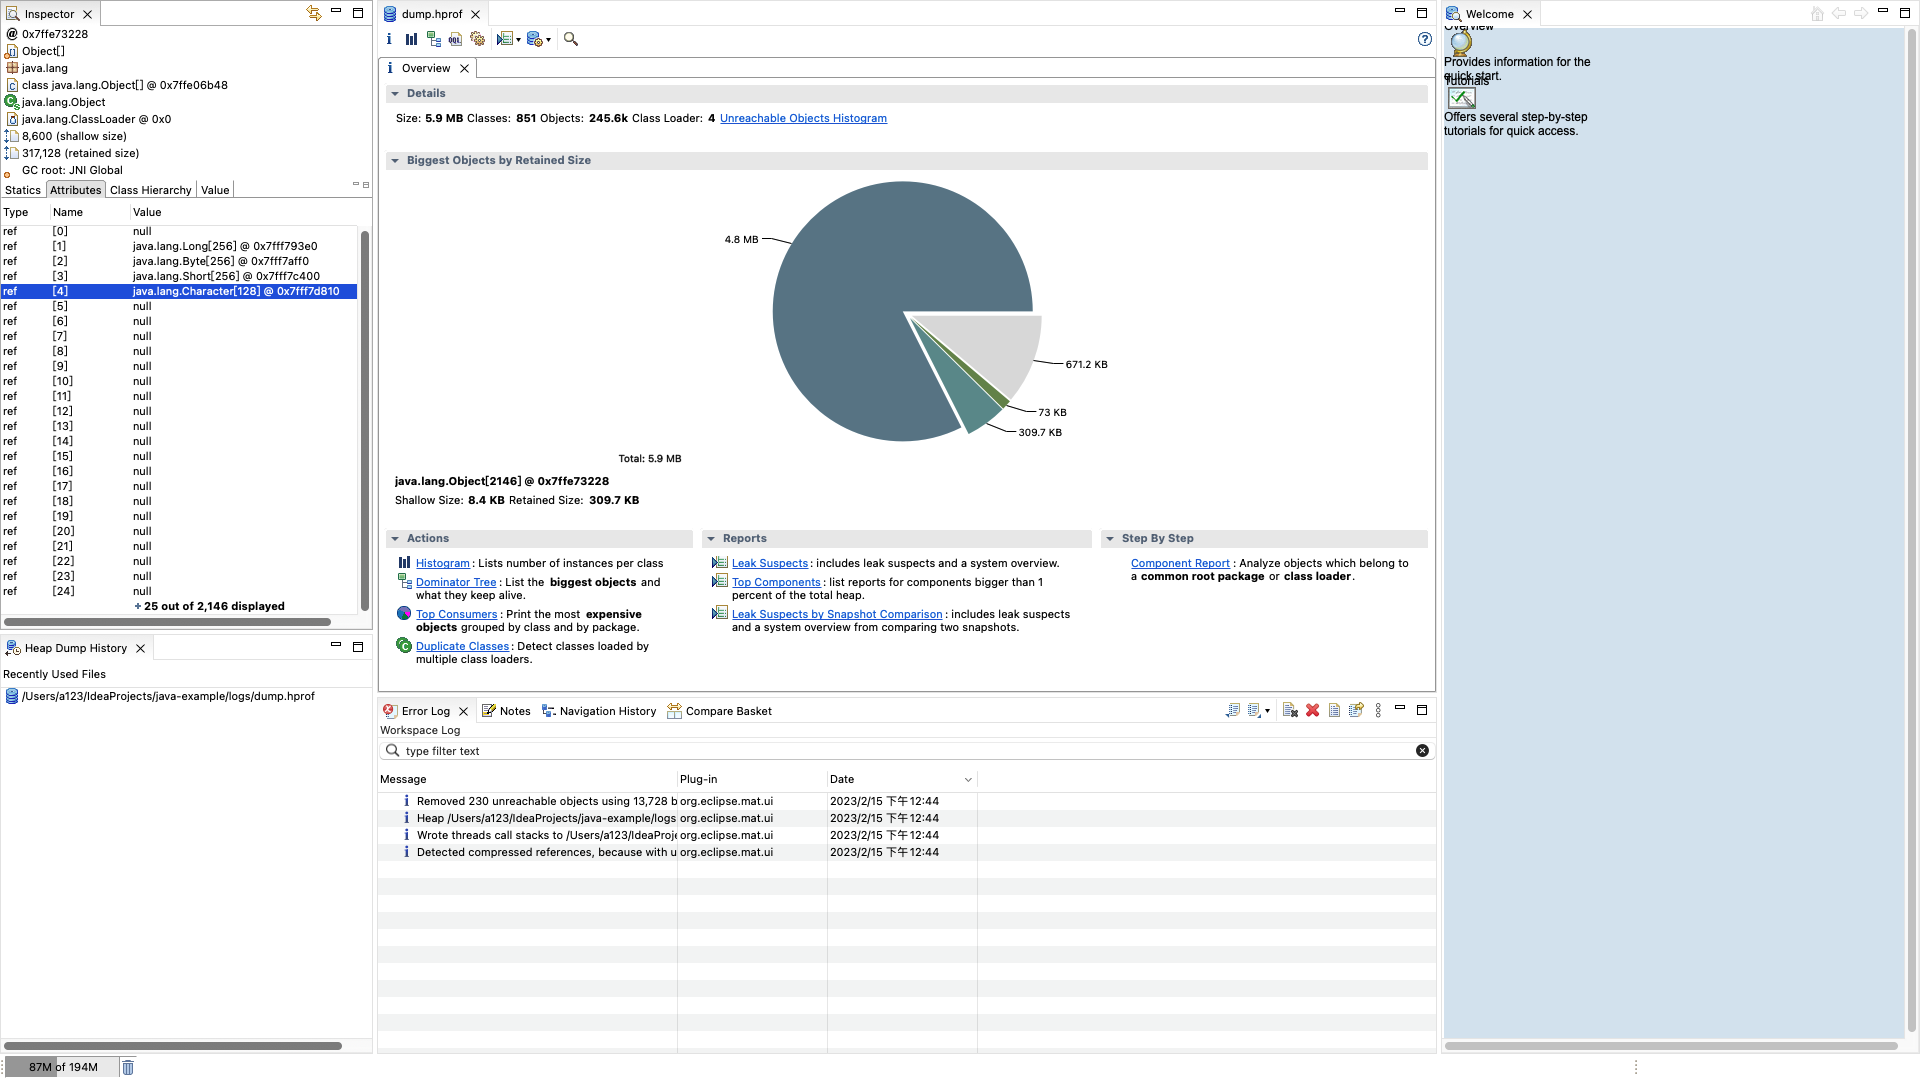 Inspector
@ 0x7ffe73228
Object[]
java.lang
class java.lang.Object[] @ 0x7ffe06b48
java.lang.Object
java.lang.ClassLoader @ 0x0
8,600 (shallow size)
317,128 (retained size)
GC root: JNI Global
Statics Attributes Class Hierarchy Value
Type Name Value
ref [0] null
ref [1] java.lang.Long[256] @ 0x7fff793e0
ref [2] java.lang.Byte[256] @ 0x7fff7aff0
ref [3] java.lang.Short[256] @ 0x7fff7c400
ref [4] java.lang.Character[128] @ 0x7fff7d810
ref [5] null
ref [6] null
ref [7] null
ref [8] null
ref [9] null
ref [10] null
ref [11] null
ref [12] null
ref [13] null
ref [14] null
ref [15] null
ref [16] null
ref [17] null
ref [18] null
ref [19] null
ref [20] null
ref [21] null
ref [22] null
ref [23] null
ref [24] null
25 out of 2,146 displayed
Heap Dump History
Recently Used Files
/Users/a123/IdeaProjects/java-example/logs/dump.hprof
87M of 194M
dump.hprof
Overview
Details
Size: 5.9 MB Classes: 851 Objects: 245.6k Class Loader: 4 Unreachable Objects Histogram
Biggest Objects by Retained Size
4.8 MB
671.2 KB
73 KB
309.7 KB
Total: 5.9 MB
java.lang.Object[2146] @ 0x7ffe73228
Shallow Size: 8.4 KB Retained Size: 309.7 KB
Actions
Histogram : Lists number of instances per class
Dominator Tree : List the biggest objects and
what they keep alive.
Top Consumers : Print the most expensive
objects grouped by class and by package.
Duplicate Classes : Detect classes loaded by
multiple class loaders.
Reports
Leak Suspects : includes leak suspects and a system overview.
Top Components : list reports for components bigger than 1
percent of the total heap.
Leak Suspects by Snapshot Comparison : includes leak suspects
and a system overview from comparing two snapshots.
Step By Step
Component Report : Analyze objects which belong to
a common root package or class loader.
Error Log Notes Navigation History Compare Basket
Workspace Log
type filter text
Message Plug-in Date
Removed 230 unreachable objects using 13,728 b org.eclipse.mat.ui 2023/2/15 下午12:44
Heap /Users/a123/IdeaProjects/java-example/logs org.eclipse.mat.ui 2023/2/15 下午12:44
Wrote threads call stacks to /Users/a123/IdeaProje org.eclipse.mat.ui 2023/2/15 下午12:44
Detected compressed references, because with u org.eclipse.mat.ui 2023/2/15 下午12:44
Welcome
Overview
Provides information for the
quick start.
Tutorials
Offers several step-by-step
tutorials for quick access.